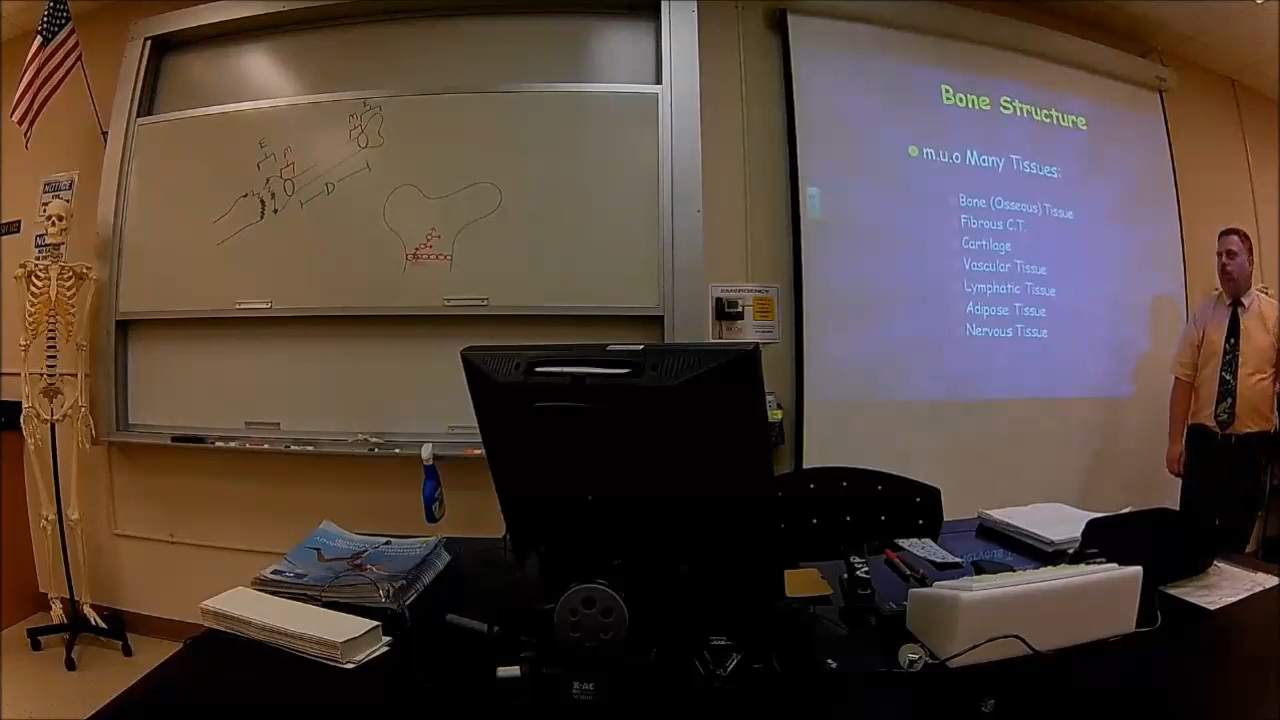 NOTICE
E
M
M
D
EMERGENCY
Bone Structure
m.u.o Many Tissues:
Bone (Osseous) Tissue
Fibrous C.T.
Cartilage
Vascular Tissue
Lymphatic Tissue
Adipose Tissue
Nervous Tissue
X-AC